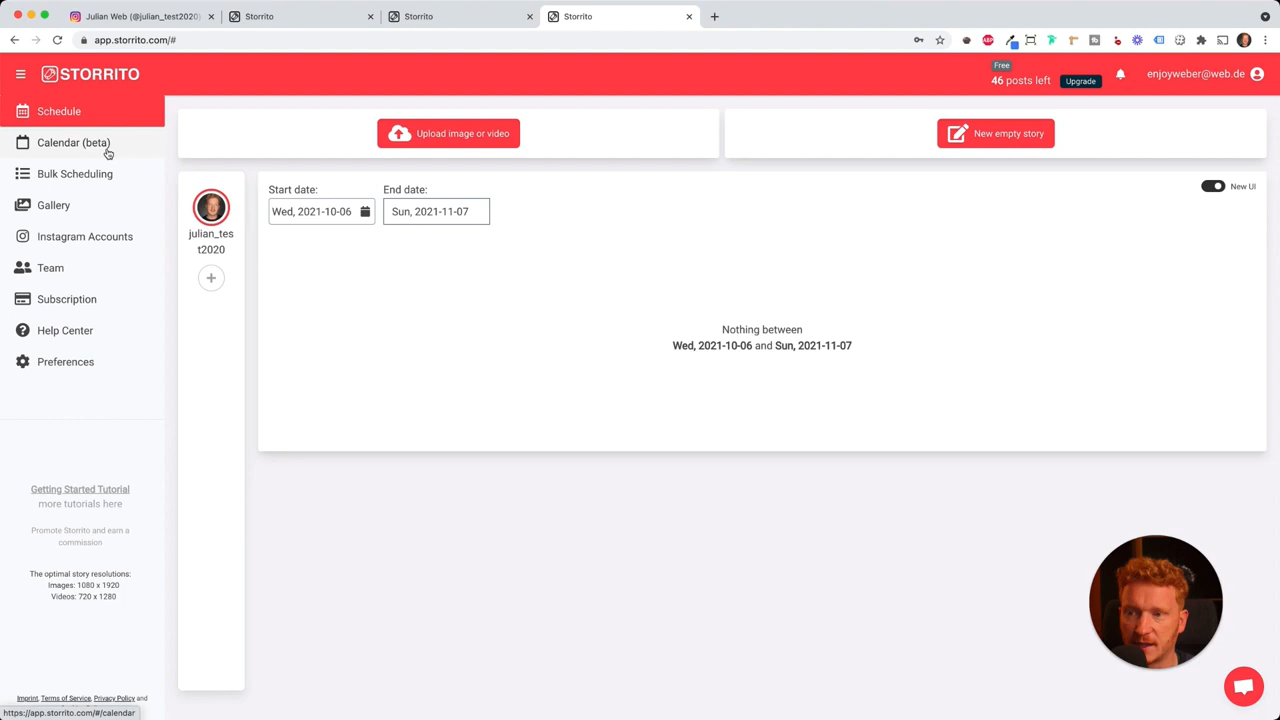 Julian Web (@julian_test2020)
Storrito
Storrito
Storrito
app.storrito.com/#
STORRITO
Free
46 posts left
Upgrade
enjoyweber@web.de
Schedule
Calendar (beta)
Bulk Scheduling
Gallery
Instagram Accounts
Team
Subscription
Help Center
Preferences
Getting Started Tutorial
more tutorials here
Promote Storrito and earn a
commission
The optimal story resolutions:
Images: 1080 x 1920
Videos: 720 x 1280
Imprint, Terms of Service, Privacy Policy and
https://app.storrito.com/#/calendar
Upload image or video
New empty story
julian_tes
t2020
Start date:
End date:
Wed, 2021-10-06
Sun, 2021-11-07
New UI
Nothing between
Wed, 2021-10-06 and Sun, 2021-11-07